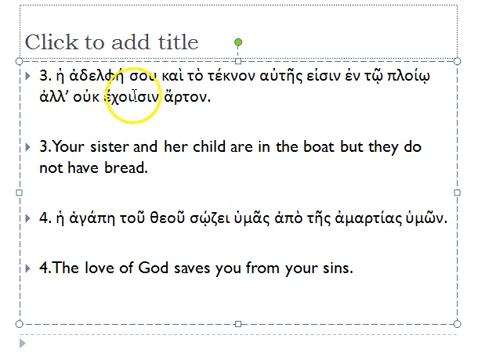 Click to add title
3. ἡ ἀδελφή σου καὶ τὸ τέκνον αὐτῆς εἰσιν ἐν τῷ πλοίῳ
ἀλλ’ οὐκ ἐχουσιν ἄρτον.
3.Your sister and her child are in the boat but they do
not have bread.
4. ἡ ἀγάπη τοῦ θεοῦ σῴζει ὑμᾶς ἀπὸ τῆς ἁμαρτίας ὑμῶν.
4.The love of God saves you from your sins.